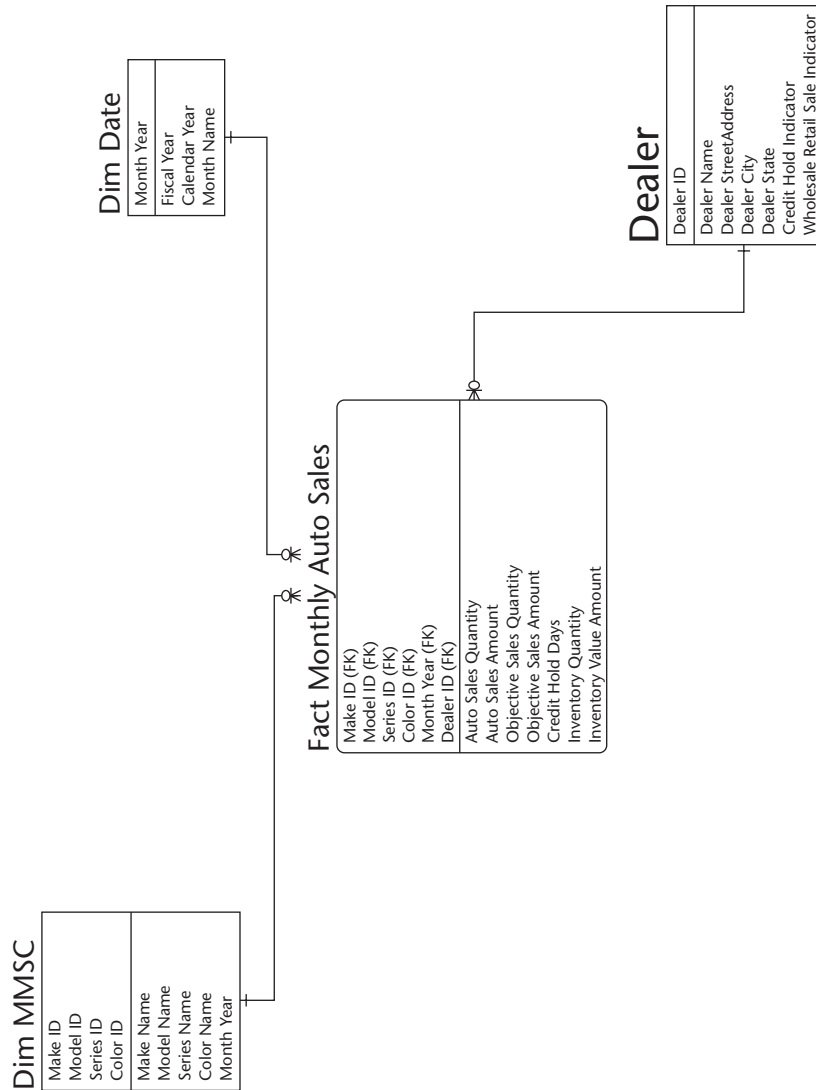 Dim MMSC
Make ID
Model ID
Series ID
Color ID
Make Name
Model Name
Series Name
Color Name
Month Year
Fact Monthly Auto Sales
Make ID (FK)
Model ID (FK)
Series ID (FK)
Color ID (FK)
Month Year (FK)
Dealer ID (FK)
Auto Sales Quantity
Auto Sales Amount
Objective Sales Quantity
Objective Sales Amount
Credit Hold Days
Inventory Quantity
Inventory Value Amount
Dim Date
Month Year
Fiscal Year
Calendar Year
Month Name
Dealer
Dealer ID
Dealer Name
Dealer StreetAddress
Dealer City
Dealer State
Credit Hold Indicator
Wholesale Retail Sale Indicator